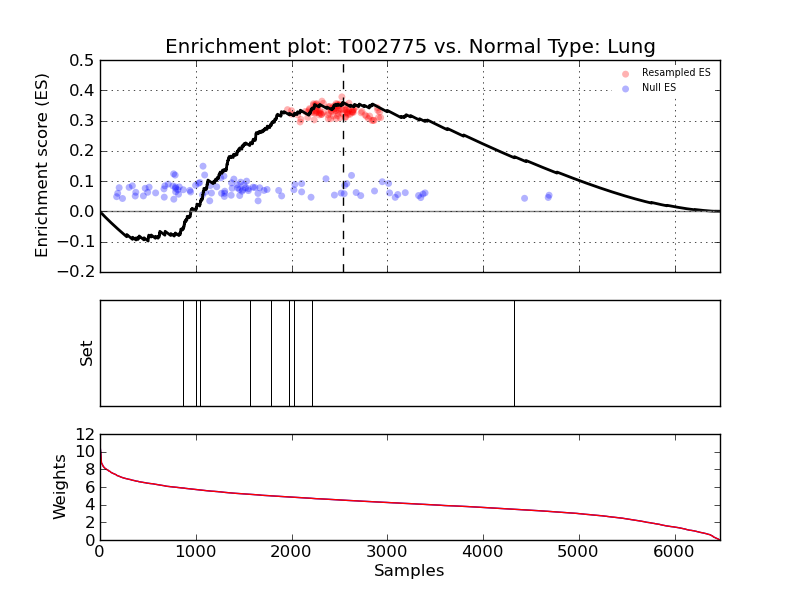 Enrichment plot: T002775 vs. Normal Type: Lung
Enrichment score (ES)
0.5
0.4
0.3
0.2
0.1
0.0
−0.1
−0.2
Resampled ES
Null ES
Set
Weights
12
10
8
6
4
2
0
0 1000 2000 3000 4000 5000 6000
Samples